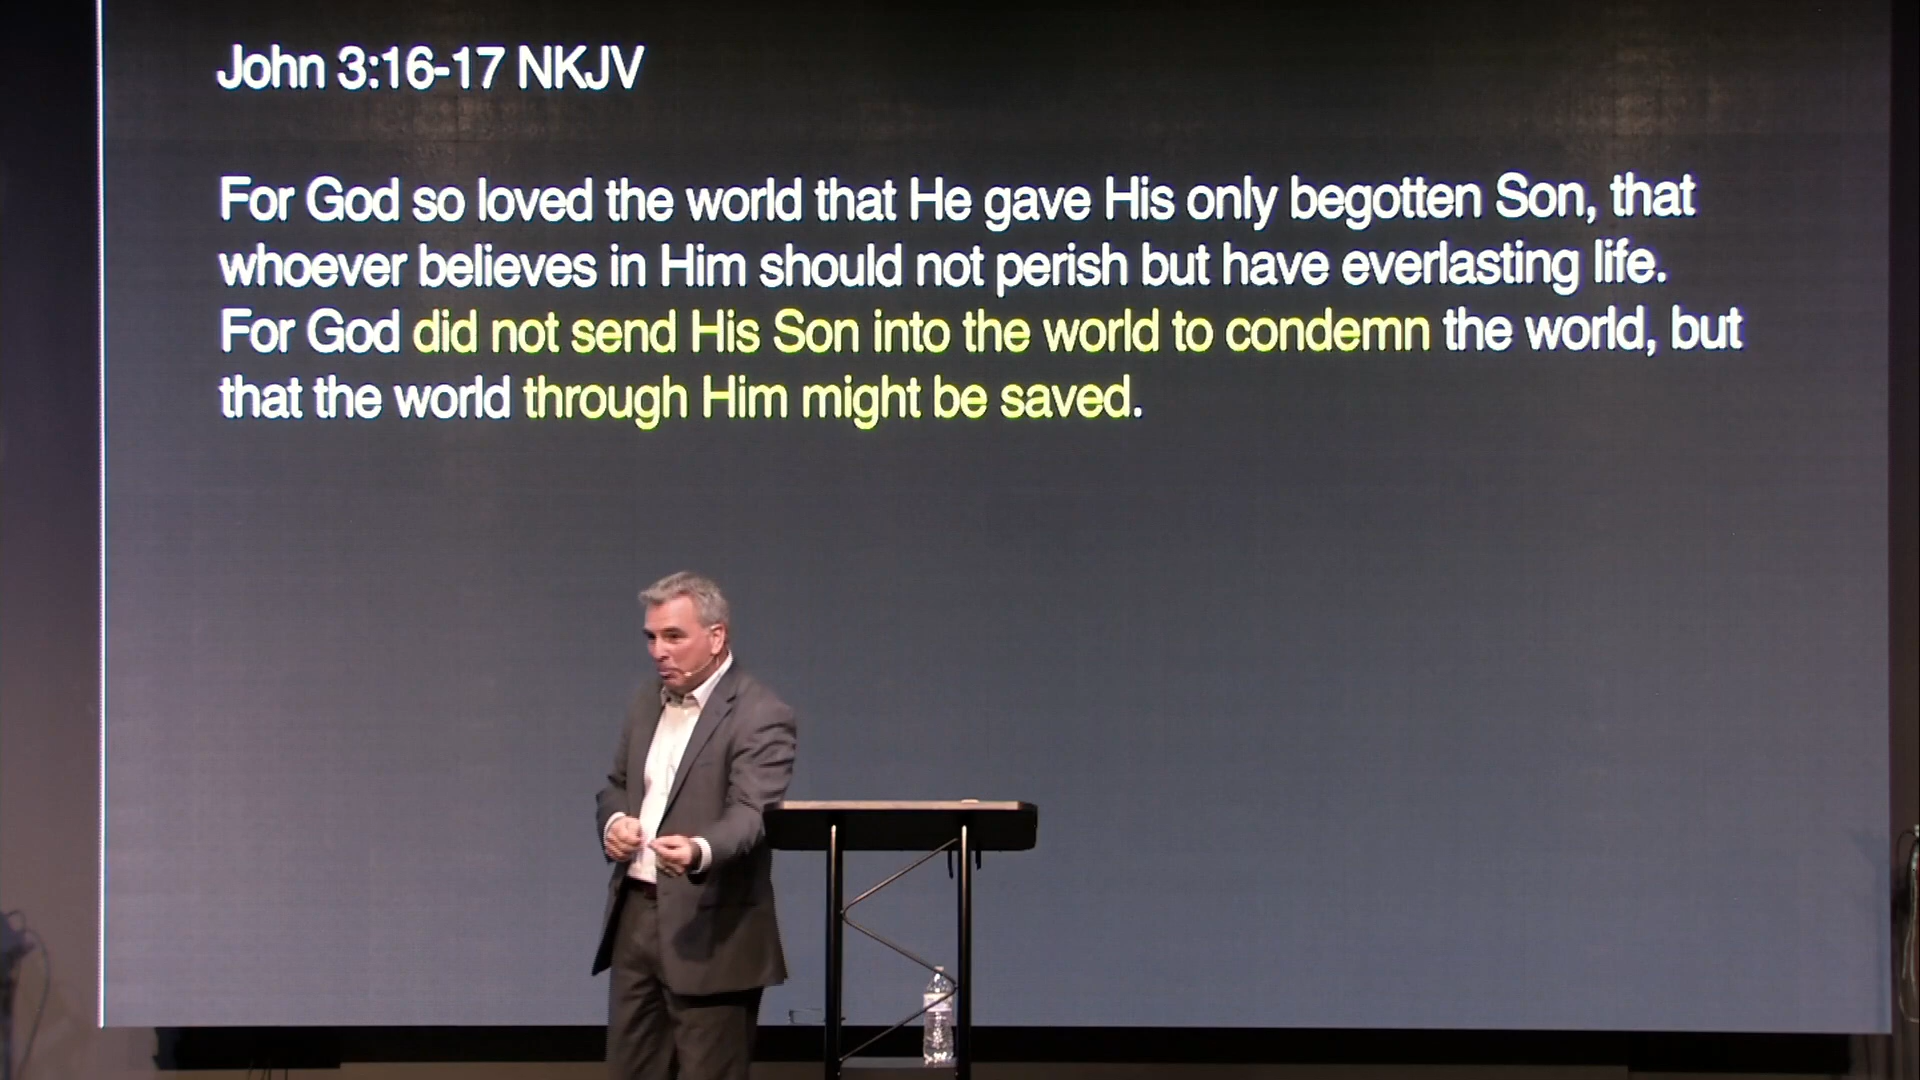 John 3:16-17 NKJV
For God so loved the world that He gave His only begotten Son, that
whoever believes in Him should not perish but have everlasting life.
For God did not send His Son into the world to condemn the world, but
that the world through Him might be saved.